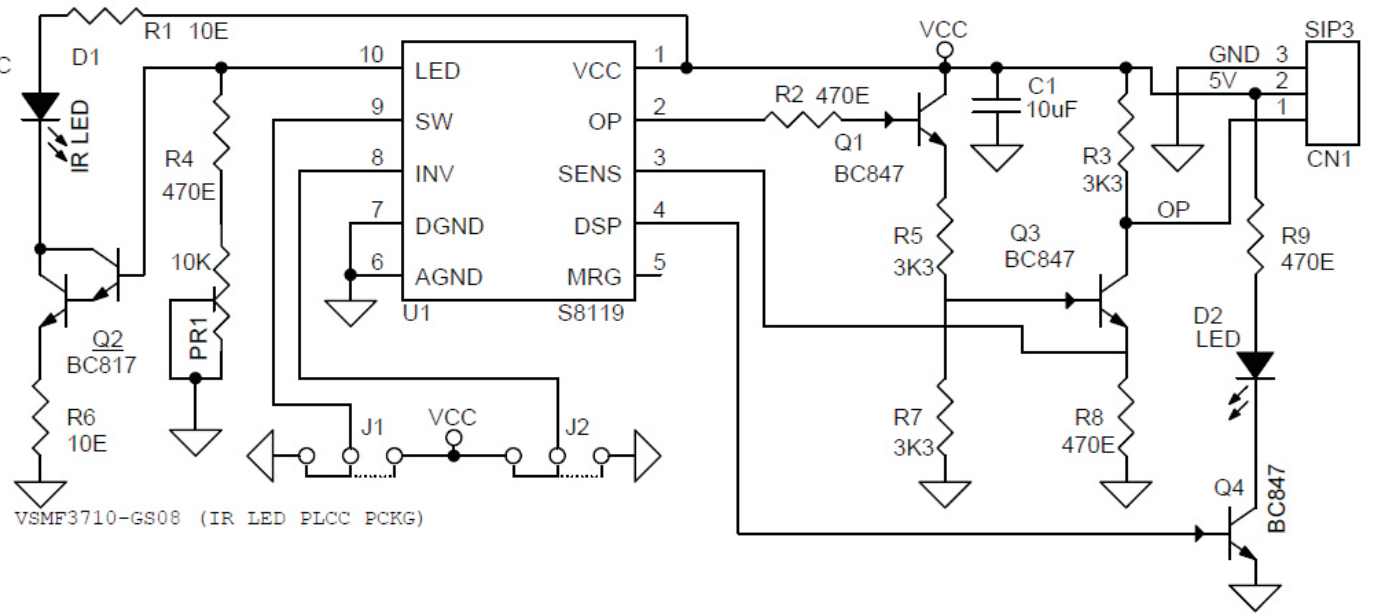 R1 10E
VCC
SIP3
C
D1
10
LED
VCC
1
GND 3
5V 2
1
R2 470E
C1
10uF
IR LED
9
SW
OP
2
Q1
BC847
R3
3K3
CN1
R4
470E
8
INV
SENS
3
7
DGND
DSP
4
OP
R5
3K3
Q3
BC847
R9
470E
10K
6
AGND
MRG
5
U1
S8119
PR1
Q2
BC817
D2
LED
R6
10E
J1
VCC
J2
R7
3K3
R8
470E
Q4
BC847
VSMF3710-GS08 (IR LED PLCC PCKG)